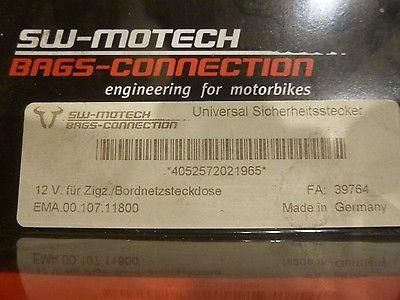 SW-MOTECH
BAGS-CONNECTION
engineering for motorbikes
SW-MOTECH
BAGS-CONNECTION
Universal Sicherheitsstecker
*4052572021965*
12 V. für Zigz./Bordnetzsteckdose
FA: 39764
EMA.00.107.11800
Made in Germany